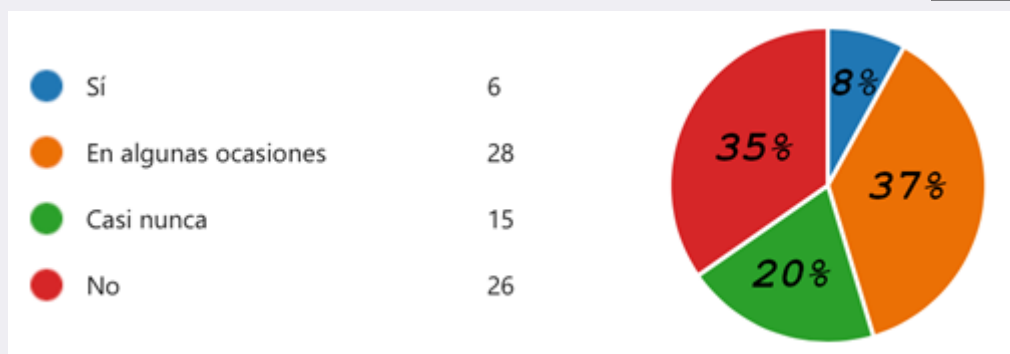 Sí 6
En algunas ocasiones 28
Casi nunca 15
No 26
8%
37%
20%
35%